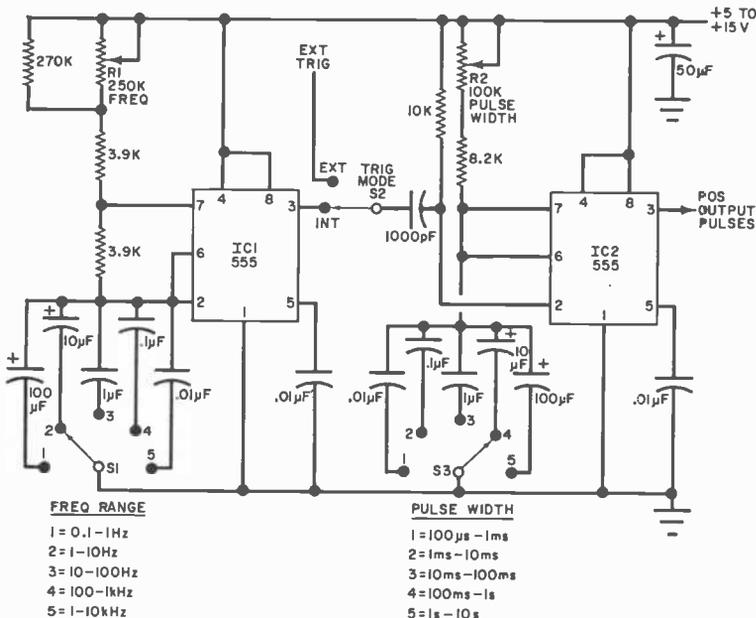 +5 TO
+15V
270K
R1
250K
FREQ
EXT
TRIG
+
50µF
10K
R2
100K
PULSE
WIDTH
3.9K
8.2K
EXT
TRIG
MODE
S2
4
8
4
8
7
3
INT
1000pF
7
3
POS
OUTPUT
PULSES
3.9K
6
IC1
555
6
IC2
555
2
1
5
2
1
5
+
10µF
.1µF
+
10
µF
.1µF
+
100
µF
1µF
.01µF
.01µF
.01µF
1µF
+
100µF
.01µF
2
3
4
2
3
4
1
S1
5
1
S3
5
FREQ RANGE
1=0.1-1Hz
2=1-10Hz
3=10-100Hz
4=100-1kHz
5=1-10kHz
PULSE WIDTH
1=100µs-1ms
2=1ms-10ms
3=10ms-100ms
4=100ms-1s
5=1s-10s